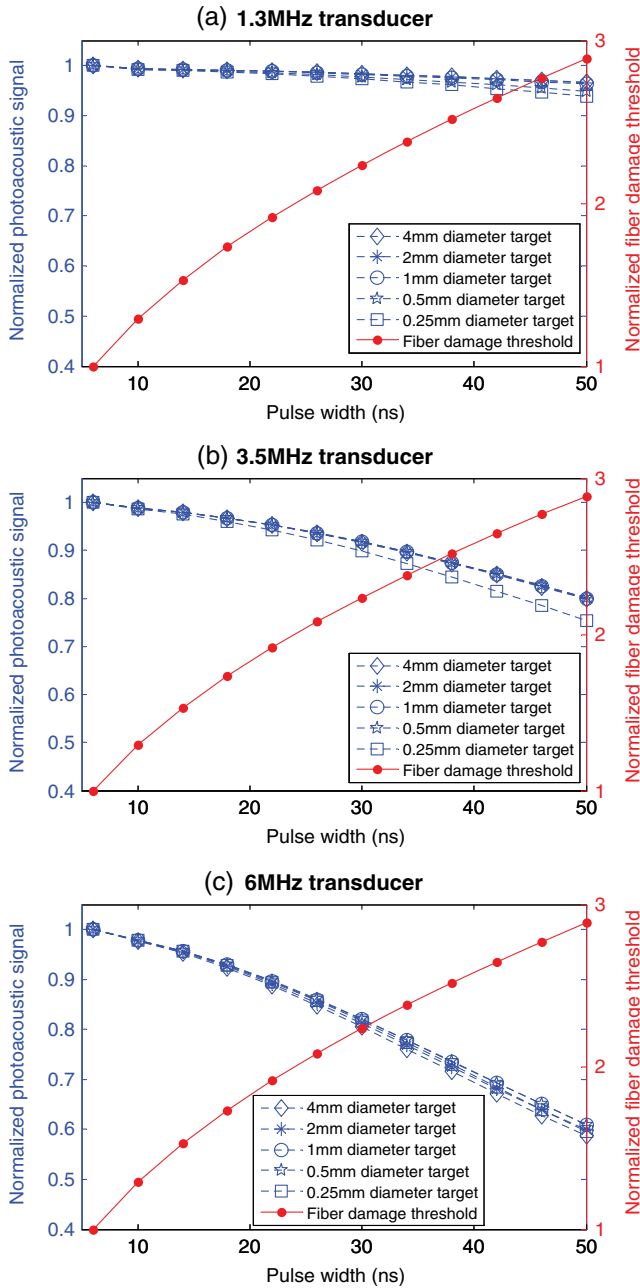 (a) 1.3MHz transducer
Normalized photoacoustic signal
1
0.9
0.8
0.7
0.6
0.5
0.4
3
2
1
Normalized fiber damage threshold
4mm diameter target
2mm diameter target
1mm diameter target
0.5mm diameter target
0.25mm diameter target
Fiber damage threshold
10 20 30 40 50
Pulse width (ns)
(b) 3.5MHz transducer
Normalized photoacoustic signal
1
0.9
0.8
0.7
0.6
0.5
0.4
3
2
1
Normalized fiber damage threshold
4mm diameter target
2mm diameter target
1mm diameter target
0.5mm diameter target
0.25mm diameter target
Fiber damage threshold
10 20 30 40 50
Pulse width (ns)
(c) 6MHz transducer
Normalized photoacoustic signal
1
0.9
0.8
0.7
0.6
0.5
0.4
3
2
1
Normalized fiber damage threshold
4mm diameter target
2mm diameter target
1mm diameter target
0.5mm diameter target
0.25mm diameter target
Fiber damage threshold
10 20 30 40 50
Pulse width (ns)